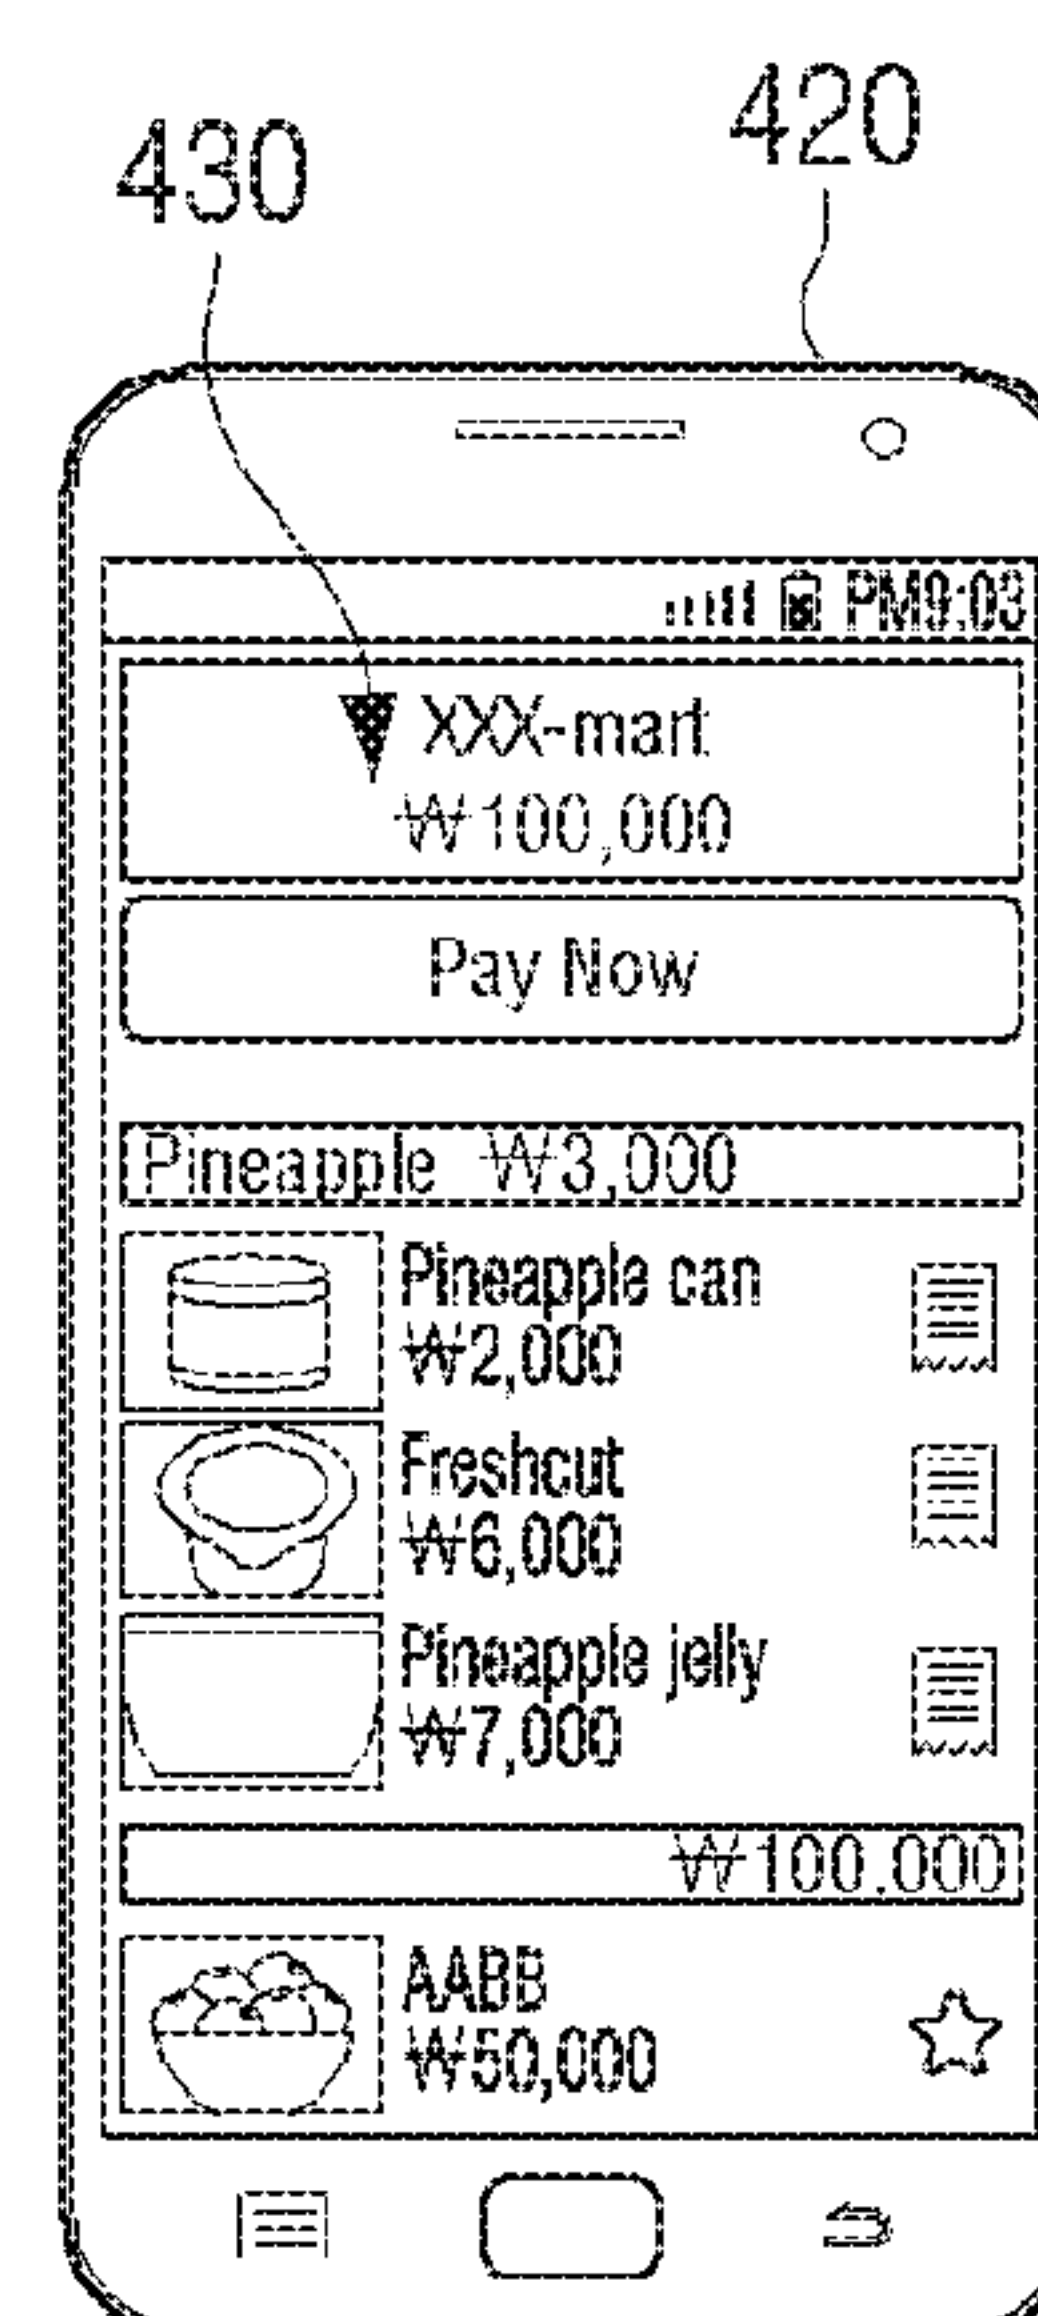 430
420
PM9:03
XXX-mart
₩100,000
Pay Now
Pineapple ₩3,000
Pineapple can
₩2,000
Freshcut
₩6,000
Pineapple jelly
₩7,000
₩100.000
AABB
₩50,000